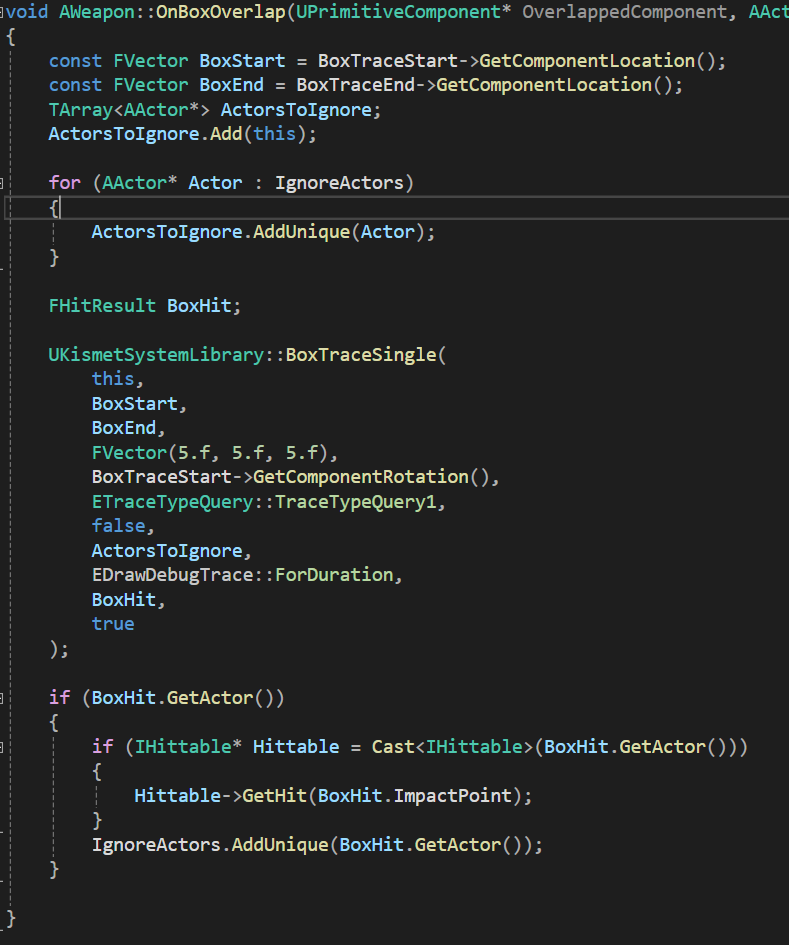 void AWeapon::OnBoxOverlap(UPrimitiveComponent* OverlappedComponent, AAct
{
    const FVector BoxStart = BoxTraceStart->GetComponentLocation();
    const FVector BoxEnd = BoxTraceEnd->GetComponentLocation();
    TArray<AActor*> ActorsToIgnore;
    ActorsToIgnore.Add(this);
    for (AActor* Actor : IgnoreActors)
    {
        ActorsToIgnore.AddUnique(Actor);
    }
    FHitResult BoxHit;
    UKismetSystemLibrary::BoxTraceSingle(
        this,
        BoxStart,
        BoxEnd,
        FVector(5.f, 5.f, 5.f),
        BoxTraceStart->GetComponentRotation(),
        ETraceTypeQuery::TraceTypeQuery1,
        false,
        ActorsToIgnore,
        EDrawDebugTrace::ForDuration,
        BoxHit,
        true
    );
    if (BoxHit.GetActor())
    {
        if (IHittable* Hittable = Cast<IHittable>(BoxHit.GetActor()))
        {
            Hittable->GetHit(BoxHit.ImpactPoint);
        }
        IgnoreActors.AddUnique(BoxHit.GetActor());
    }
}